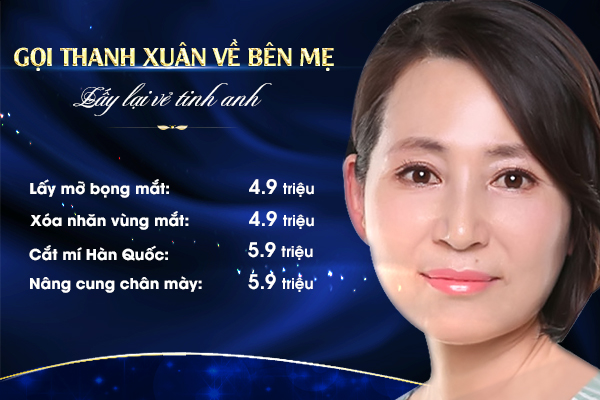 GỌI THANH XUÂN VỀ BÊN MẸ
Lấy lại vẻ tinh anh
Lấy mỡ bọng mắt: 4.9 triệu
Xóa nhăn vùng mắt: 4.9 triệu
Cắt mí Hàn Quốc: 5.9 triệu
Nâng cung chân mày: 5.9 triệu